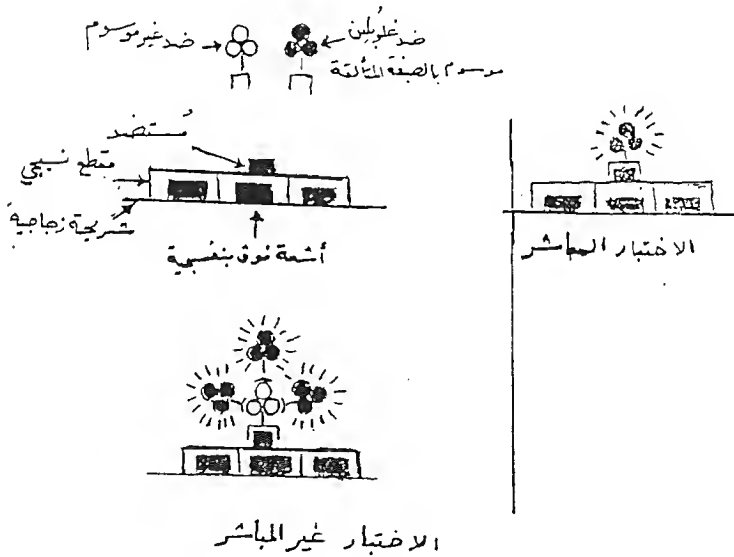 ضد غير موسوم
ضد غلوبلين
موسوم بالصبغة المتألقة
مُستضد
مقطع نسيجي
شريحة زجاجية
أشعة فوق بنفسجية
الاختبار المباشر
الاختبار غير المباشر